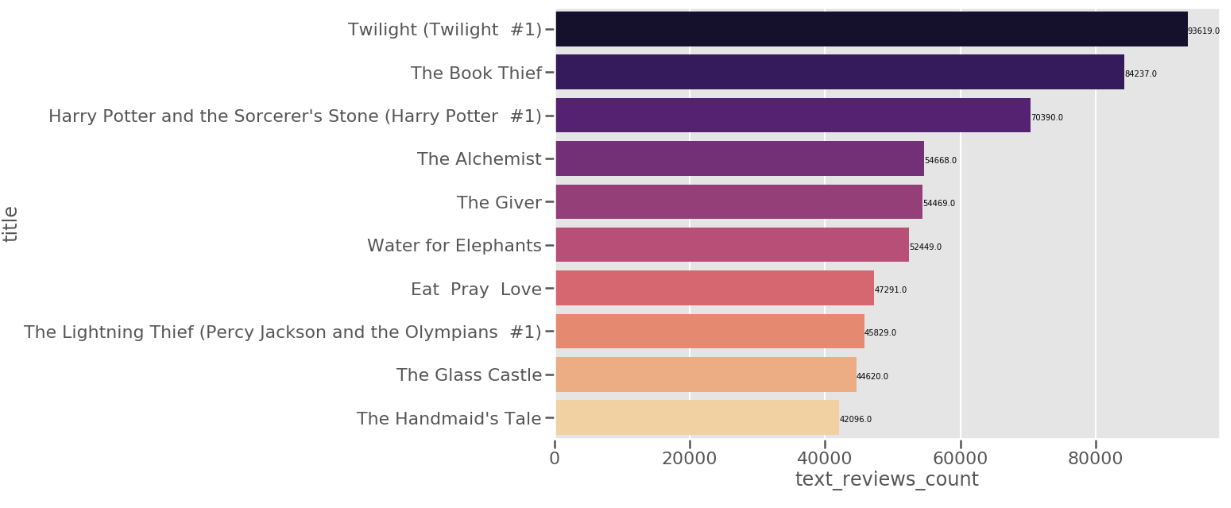 title
Twilight (Twilight  #1)
93619.0
The Book Thief
84237.0
Harry Potter and the Sorcerer's Stone (Harry Potter  #1)
70390.0
The Alchemist
54668.0
The Giver
54469.0
Water for Elephants
52449.0
Eat  Pray  Love
47291.0
The Lightning Thief (Percy Jackson and the Olympians  #1)
45829.0
The Glass Castle
44620.0
The Handmaid's Tale
42096.0
0 20000 40000 60000 80000
text_reviews_count